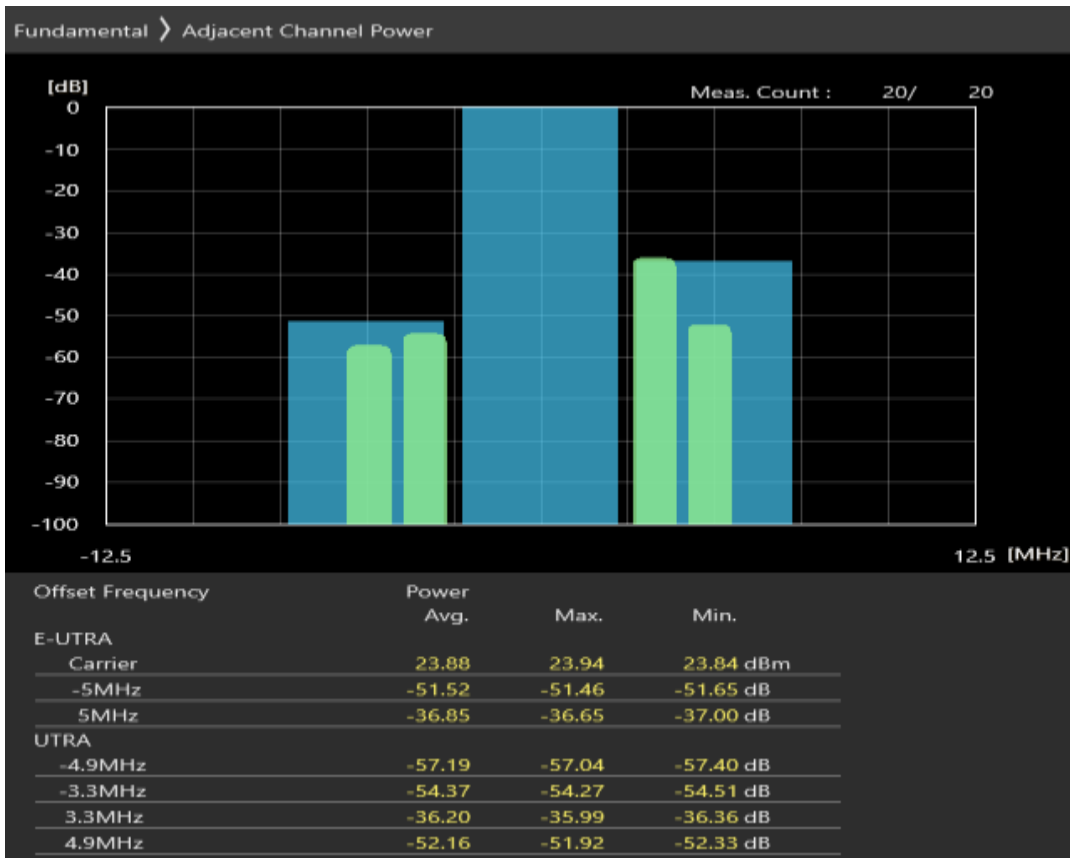 Fundamental ❯ Adjacent Channel Power
[dB]
Meas. Count : 20/ 20
0
-10
-20
-30
-40
-50
-60
-70
-80
-90
-100
-12.5 12.5 [MHz]
Offset Frequency Power
Avg. Max. Min.
E-UTRA
Carrier 23.88 23.94 23.84 dBm
-5MHz -51.52 -51.46 -51.65 dB
5MHz -36.85 -36.65 -37.00 dB
UTRA
-4.9MHz -57.19 -57.04 -57.40 dB
-3.3MHz -54.37 -54.27 -54.51 dB
3.3MHz -36.20 -35.99 -36.36 dB
4.9MHz -52.16 -51.92 -52.33 dB